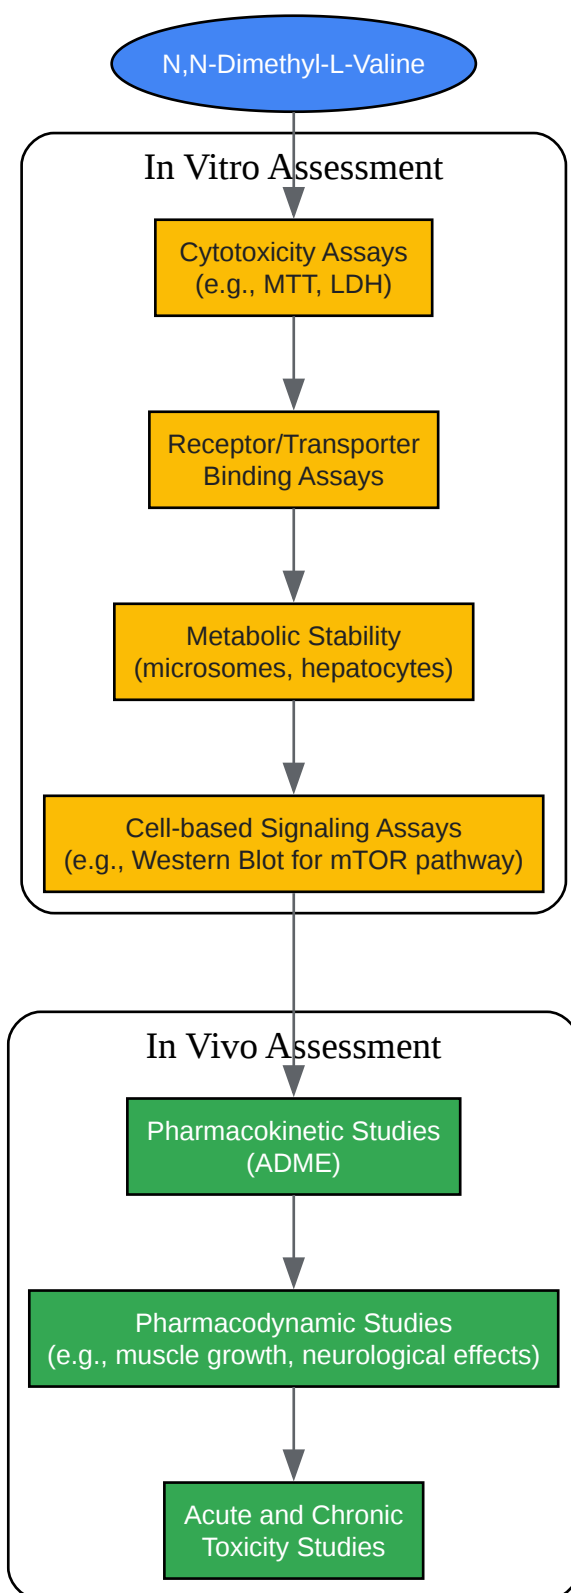 N,N-Dimethyl-L-Valine
In Vitro Assessment
Cytotoxicity Assays
(e.g., MTT, LDH)
Receptor/Transporter
Binding Assays
Metabolic Stability
(microsomes, hepatocytes)
Cell-based Signaling Assays
(e.g., Western Blot for mTOR pathway)
In Vivo Assessment
Pharmacokinetic Studies
(ADME)
Pharmacodynamic Studies
(e.g., muscle growth, neurological effects)
Acute and Chronic
Toxicity Studies